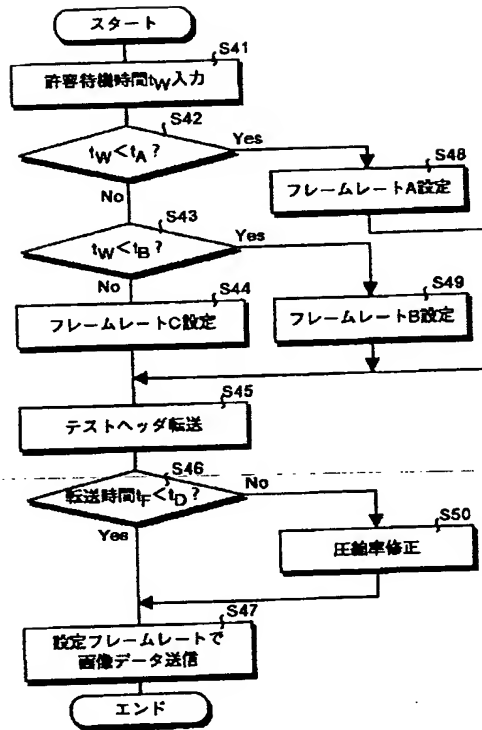 スタート
S41
許容待機時間tW入力
S42
tW<tA?
Yes
No
S48
フレームレートA設定
S43
tW<tB?
Yes
No
S44
フレームレートC設定
S49
フレームレートB設定
S45
テストヘッダ転送
S46
転送時間tF<tD?
No
Yes
S50
圧縮率修正
S47
設定フレームレートで
画像データ送信
エンド